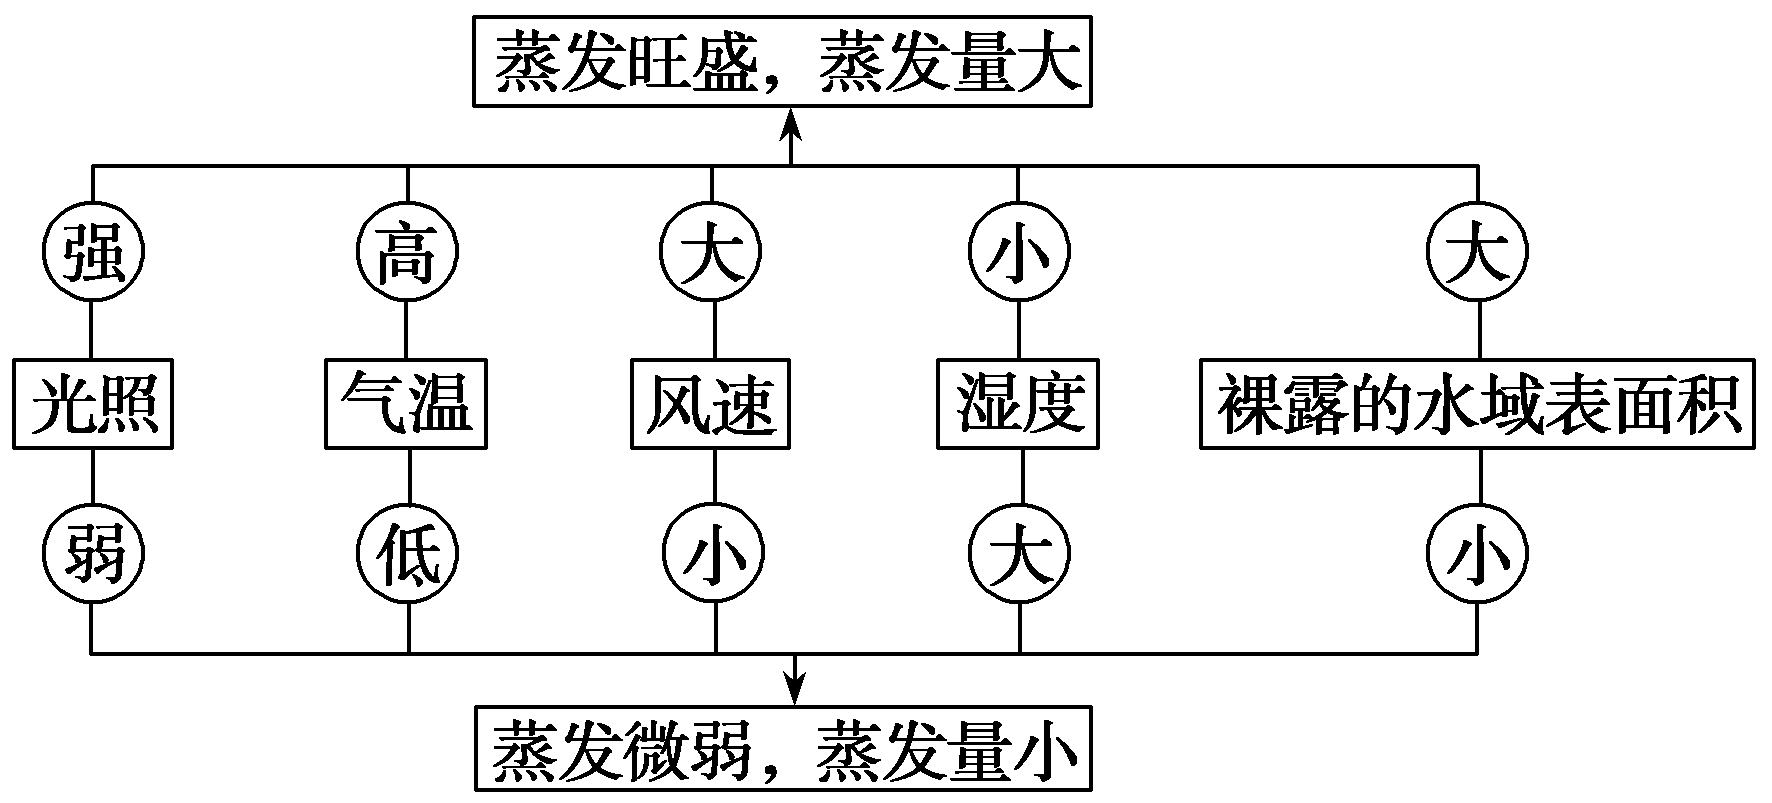 蒸发旺盛，蒸发量大
强 高 大 小 大
光照 气温 风速 湿度 裸露的水域表面积
弱 低 小 大 小
蒸发微弱，蒸发量小